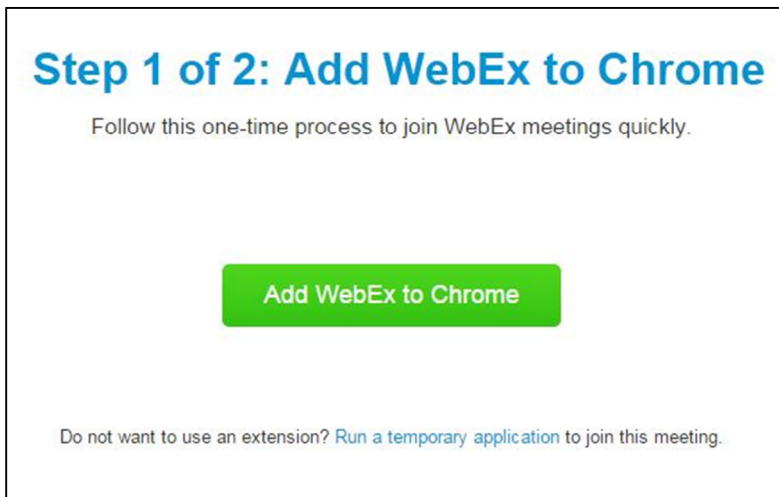 Step 1 of 2: Add WebEx to Chrome
Follow this one-time process to join WebEx meetings quickly.
Add WebEx to Chrome
Do not want to use an extension? Run a temporary application to join this meeting.